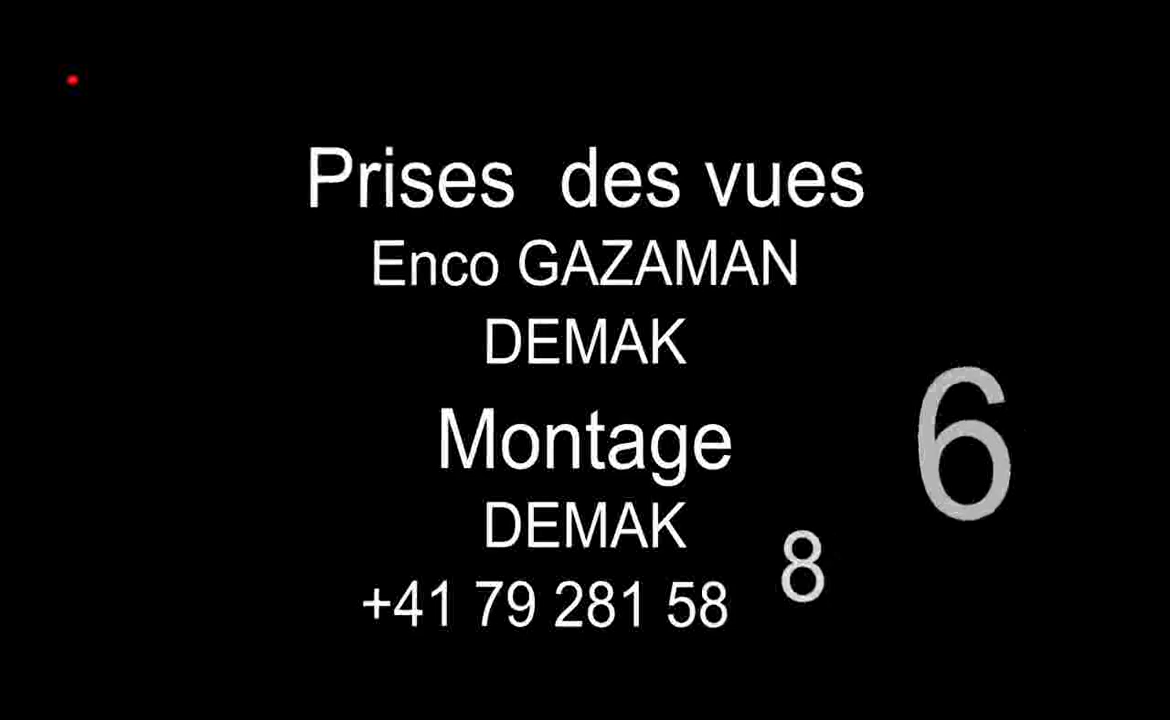 Prises des vues
Enco GAZAMAN
DEMAK
Montage
DEMAK
+41 79 281 58
8
6